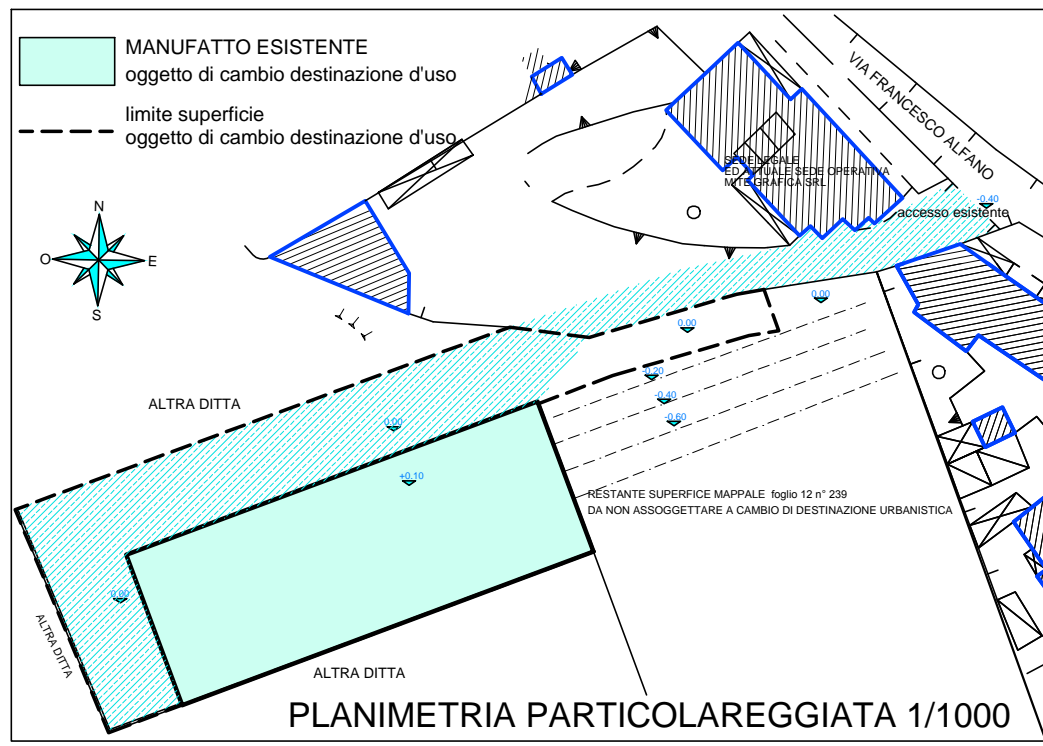 MANUFATTO ESISTENTE
oggetto di cambio destinazione d'uso
limite superficie
oggetto di cambio destinazione d'uso
VIA FRANCESCO ALFANO
SEDE LEGALE
ED ATTUALE SEDE OPERATIVA
MITE GRAFICA SRL
-0.40
accesso esistente
N
O
E
S
0.00
0.00
-0.20
-0.40
-0.60
ALTRA DITTA
0.00
+0.10
RESTANTE SUPERFICE MAPPALE foglio 12 n° 239
DA NON ASSOGGETTARE A CAMBIO DI DESTINAZIONE URBANISTICA
0.00
ALTRA DITTA
ALTRA DITTA
PLANIMETRIA PARTICOLAREGGIATA 1/1000